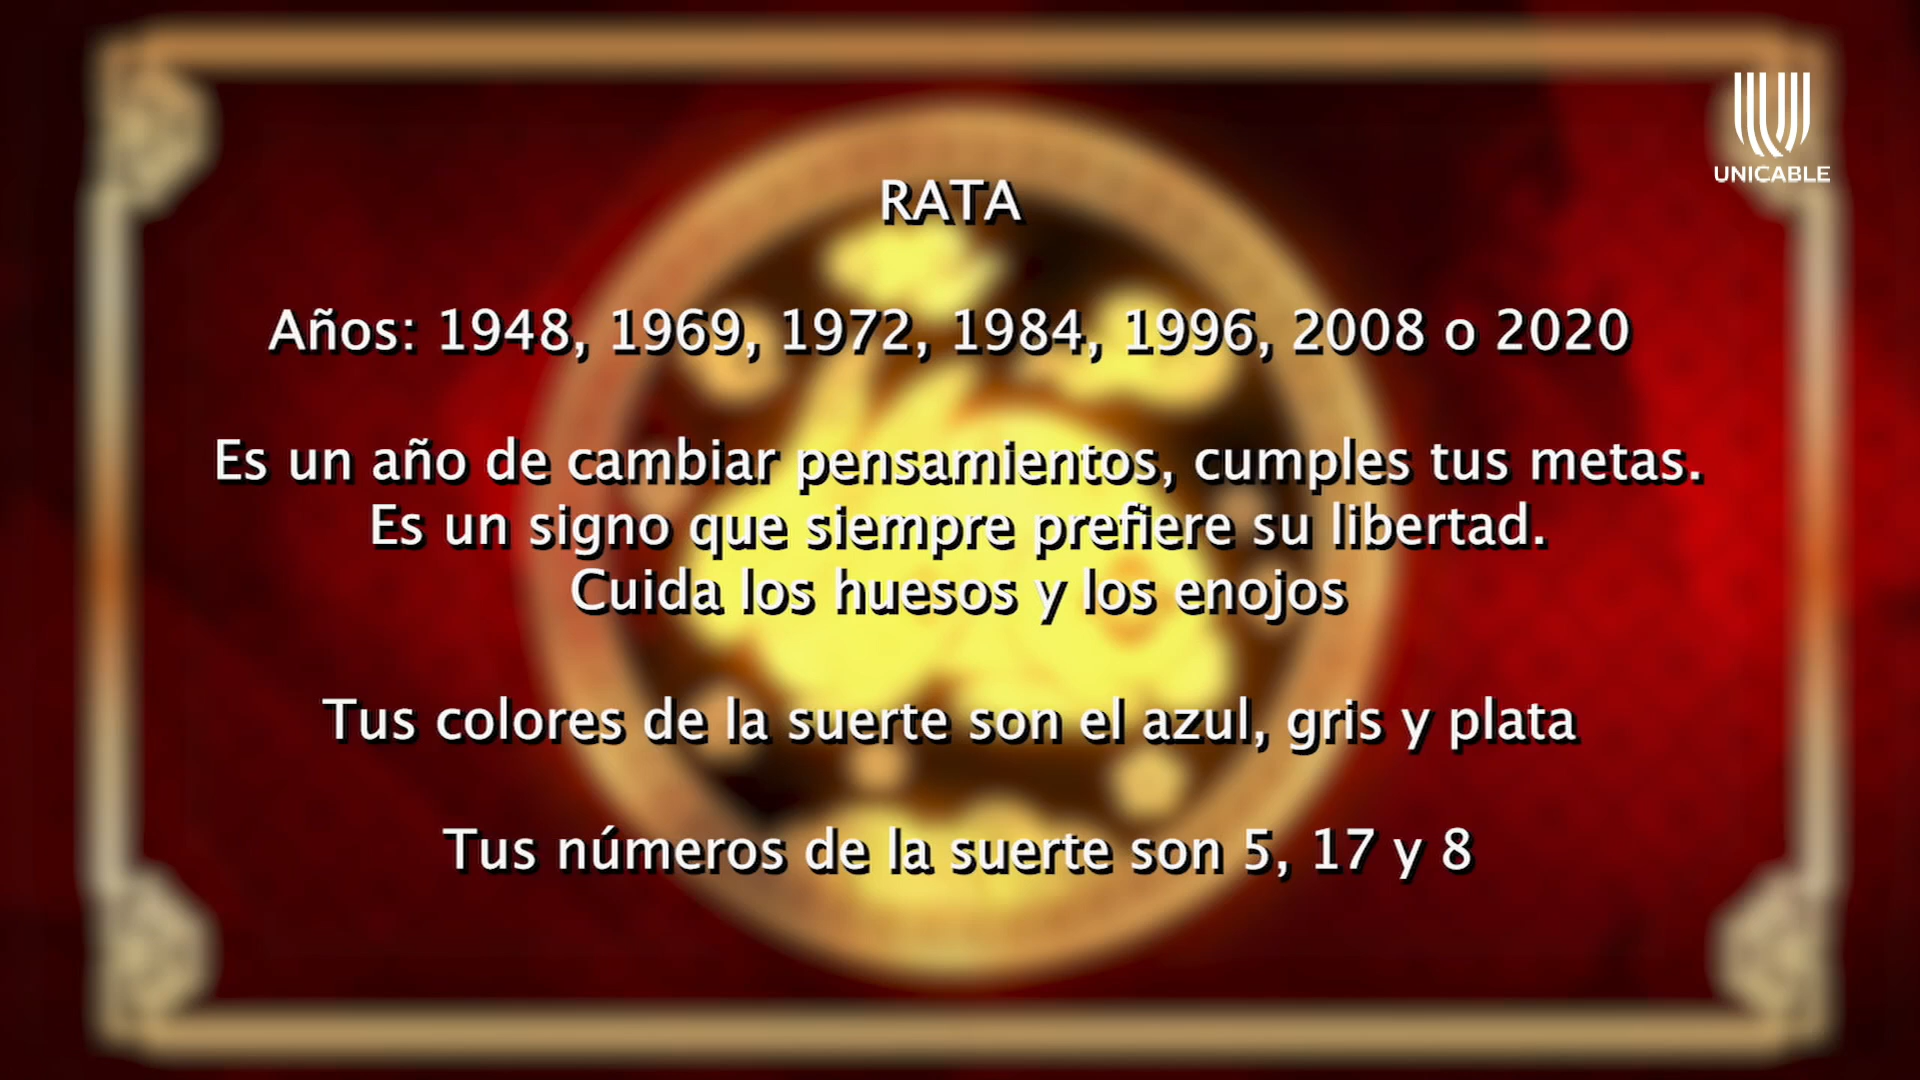 UNICABLE
RATA
Años: 1948, 1969, 1972, 1984, 1996, 2008 o 2020
Es un año de cambiar pensamientos, cumples tus metas.
Es un signo que siempre prefiere su libertad.
Cuida los huesos y los enojos
Tus colores de la suerte son el azul, gris y plata
Tus números de la suerte son 5, 17 y 8